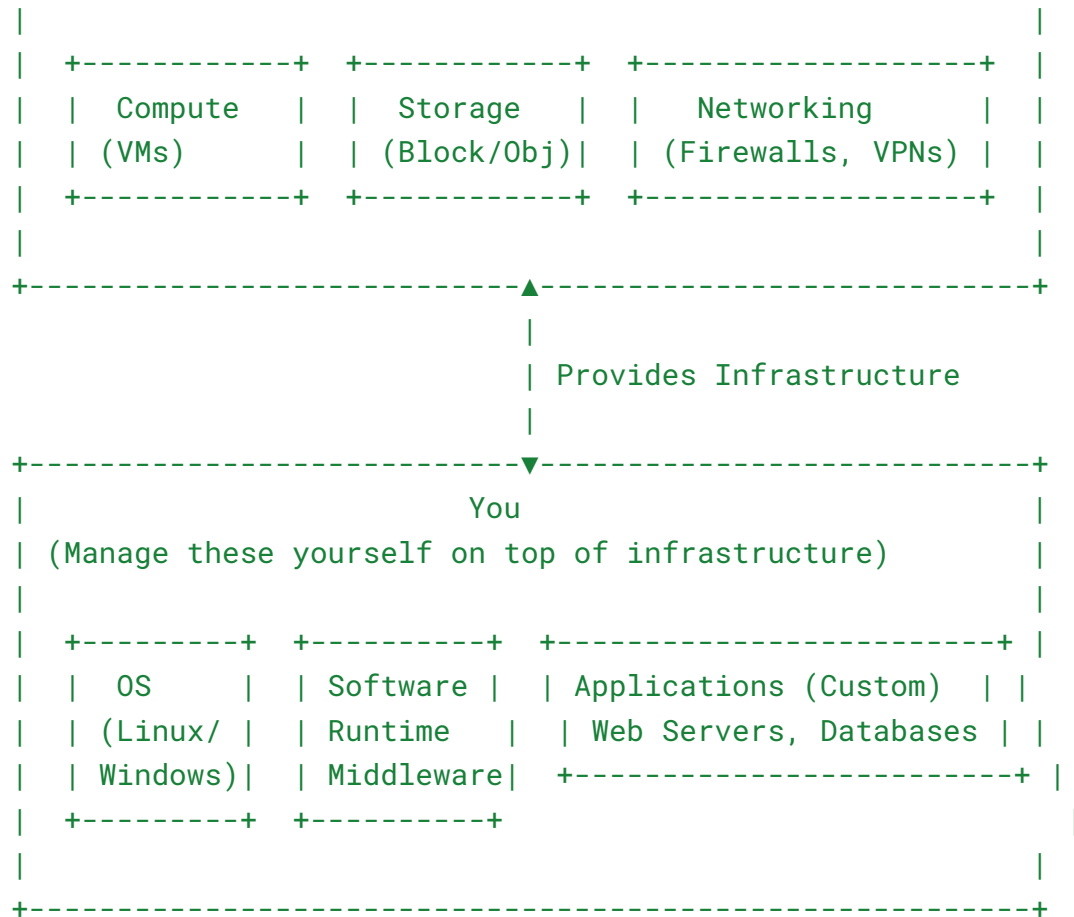 |                                                          |
|  +------------+  +------------+  +------------------+  |
|  |  Compute   |  |  Storage   |  |   Networking      |  |
|  | (VMs)      |  | (Block/Obj)|  | (Firewalls, VPNs) |  |
|  +------------+  +------------+  +------------------+  |
|                                                          |
+----------------------------▲----------------------------+
                             |
                             | Provides Infrastructure
                             |
+----------------------------▼----------------------------+
|                         You                             |
| (Manage these yourself on top of infrastructure)        |
|                                                          |
|  +---------+  +----------+  +-------------------------+ |
|  |  OS     |  | Software |  | Applications (Custom)  | |
|  | (Linux/ |  | Runtime   |  | Web Servers, Databases | |
|  | Windows)|  | Middleware|  +-------------------------+ |
|  +---------+  +----------+                                |
|                                                          |
+---------------------------------------------------------+